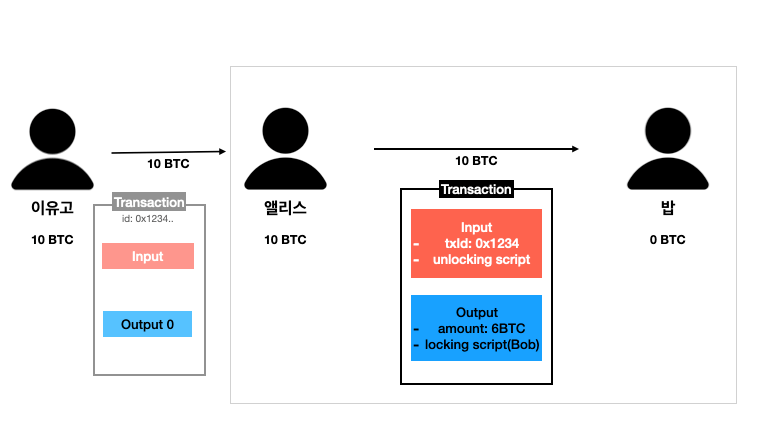 10 BTC
이유고
10 BTC
Transaction
id: 0x1234..
Input
Output 0
앨리스
10 BTC
10 BTC
Transaction
Input
- txId: 0x1234
- unlocking script
Output
- amount: 6BTC
- locking script(Bob)
밥
0 BTC